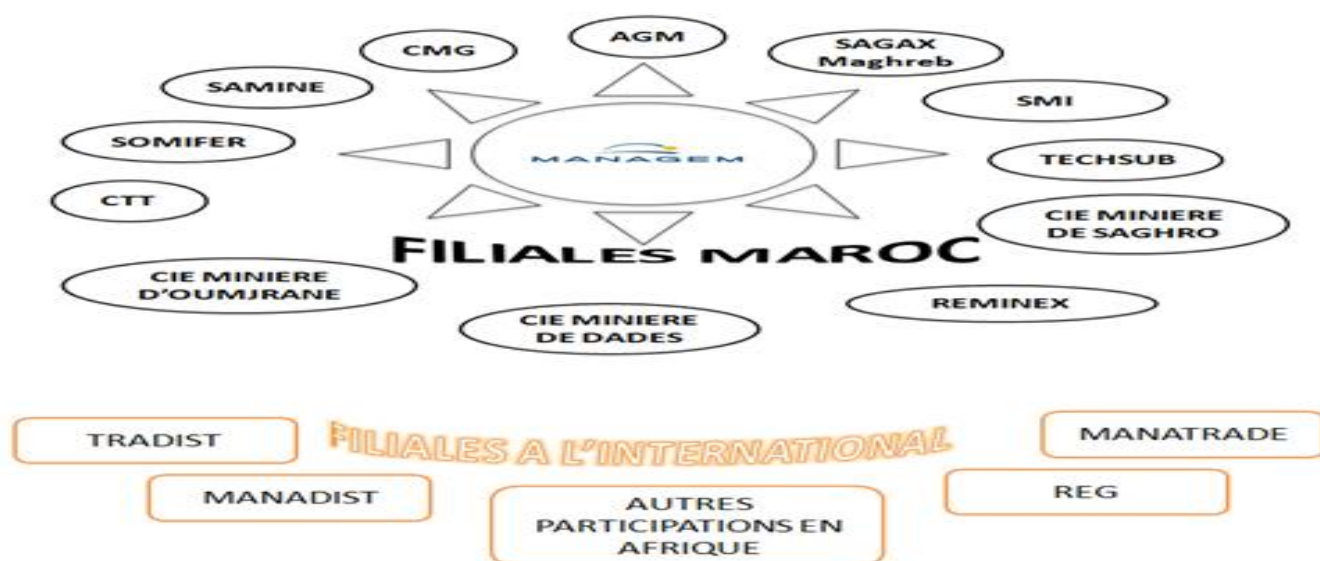 AGM
CMG
SAGAX
Maghreb
SAMINE
SMI
SOMIFER
MANAGEM
TECHSUB
CTT
CIE MINIERE
DE SAGHRO
FILIALES MAROC
CIE MINIERE
D'OUMJRANE
REMINEX
CIE MINIERE
DE DADES
TRADIST
FILIALES A L'INTERNATIONAL
MANATRADE
MANADIST
REG
AUTRES
PARTICIPATIONS EN
AFRIQUE